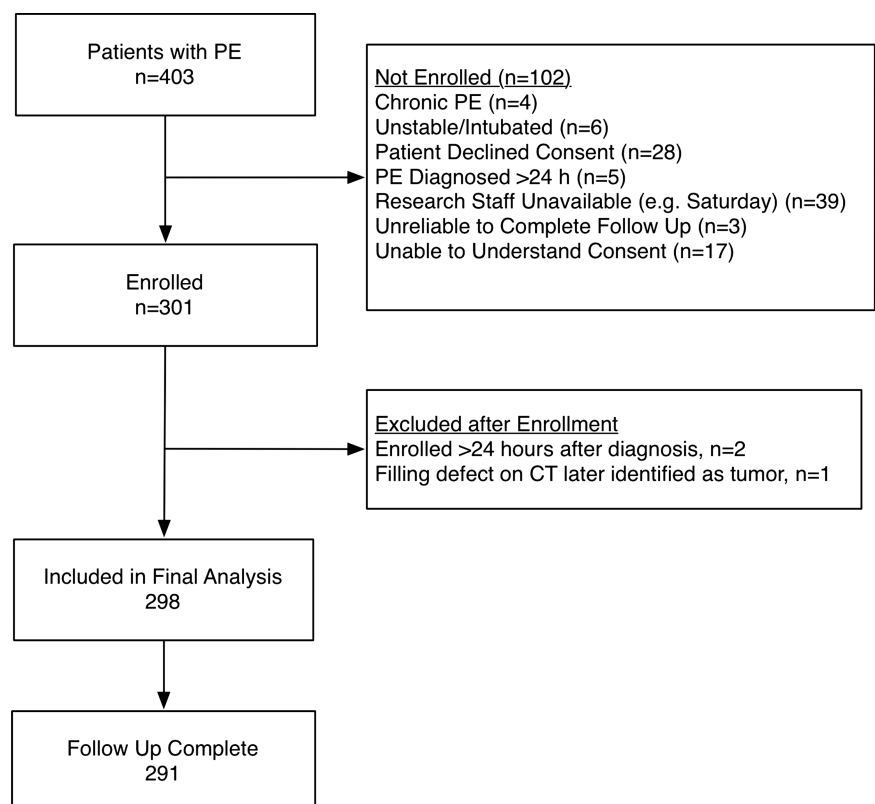 Patients with PE
n=403
Not Enrolled (n=102)
Chronic PE (n=4)
Unstable/Intubated (n=6)
Patient Declined Consent (n=28)
PE Diagnosed >24 h (n=5)
Research Staff Unavailable (e.g. Saturday) (n=39)
Unreliable to Complete Follow Up (n=3)
Unable to Understand Consent (n=17)
Enrolled
n=301
Excluded after Enrollment
Enrolled >24 hours after diagnosis, n=2
Filling defect on CT later identified as tumor, n=1
Included in Final Analysis
298
Follow Up Complete
291